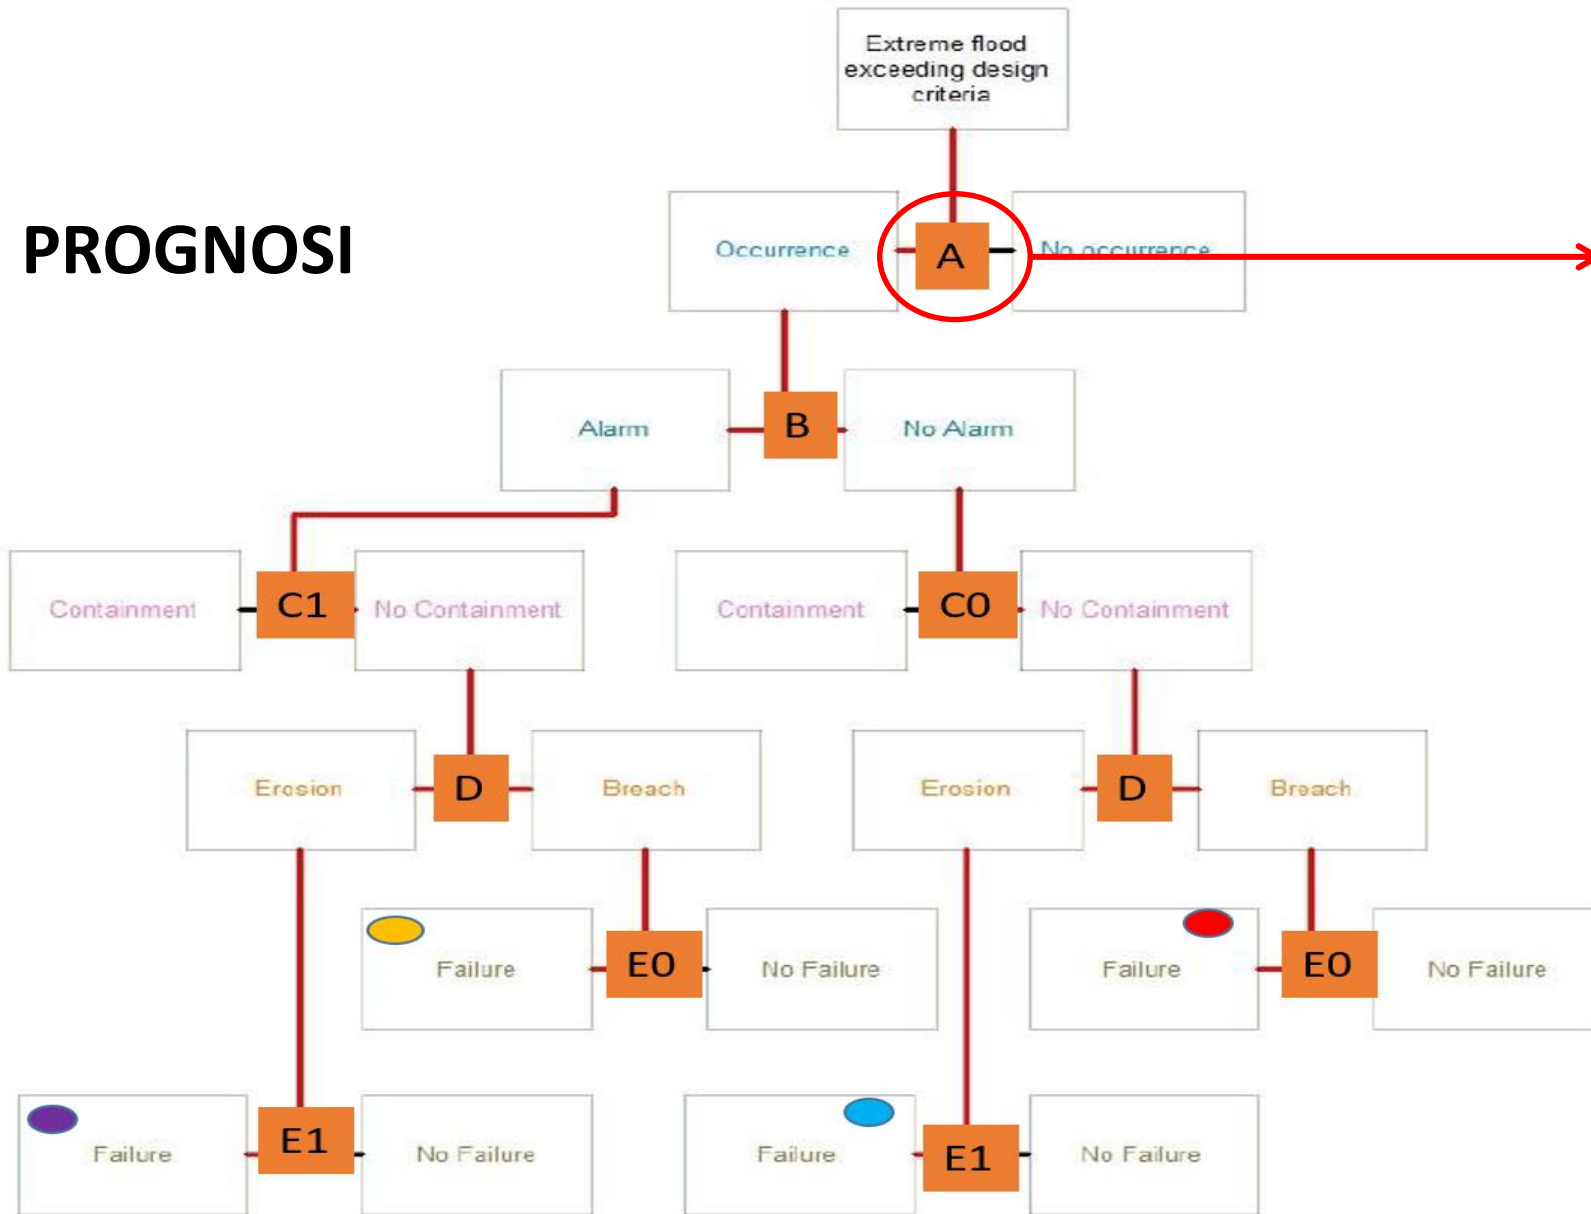 Extreme flood
exceeding design
criteria
PROGNOSI
Occurrence
A
No occurrence
Alarm
B
No Alarm
Containment
C1
No Containment
Containment
C0
No Containment
Erosion
D
Breach
Erosion
D
Breach
Failure
E0
No Failure
Failure
E0
No Failure
Failure
E1
No Failure
Failure
E1
No Failure